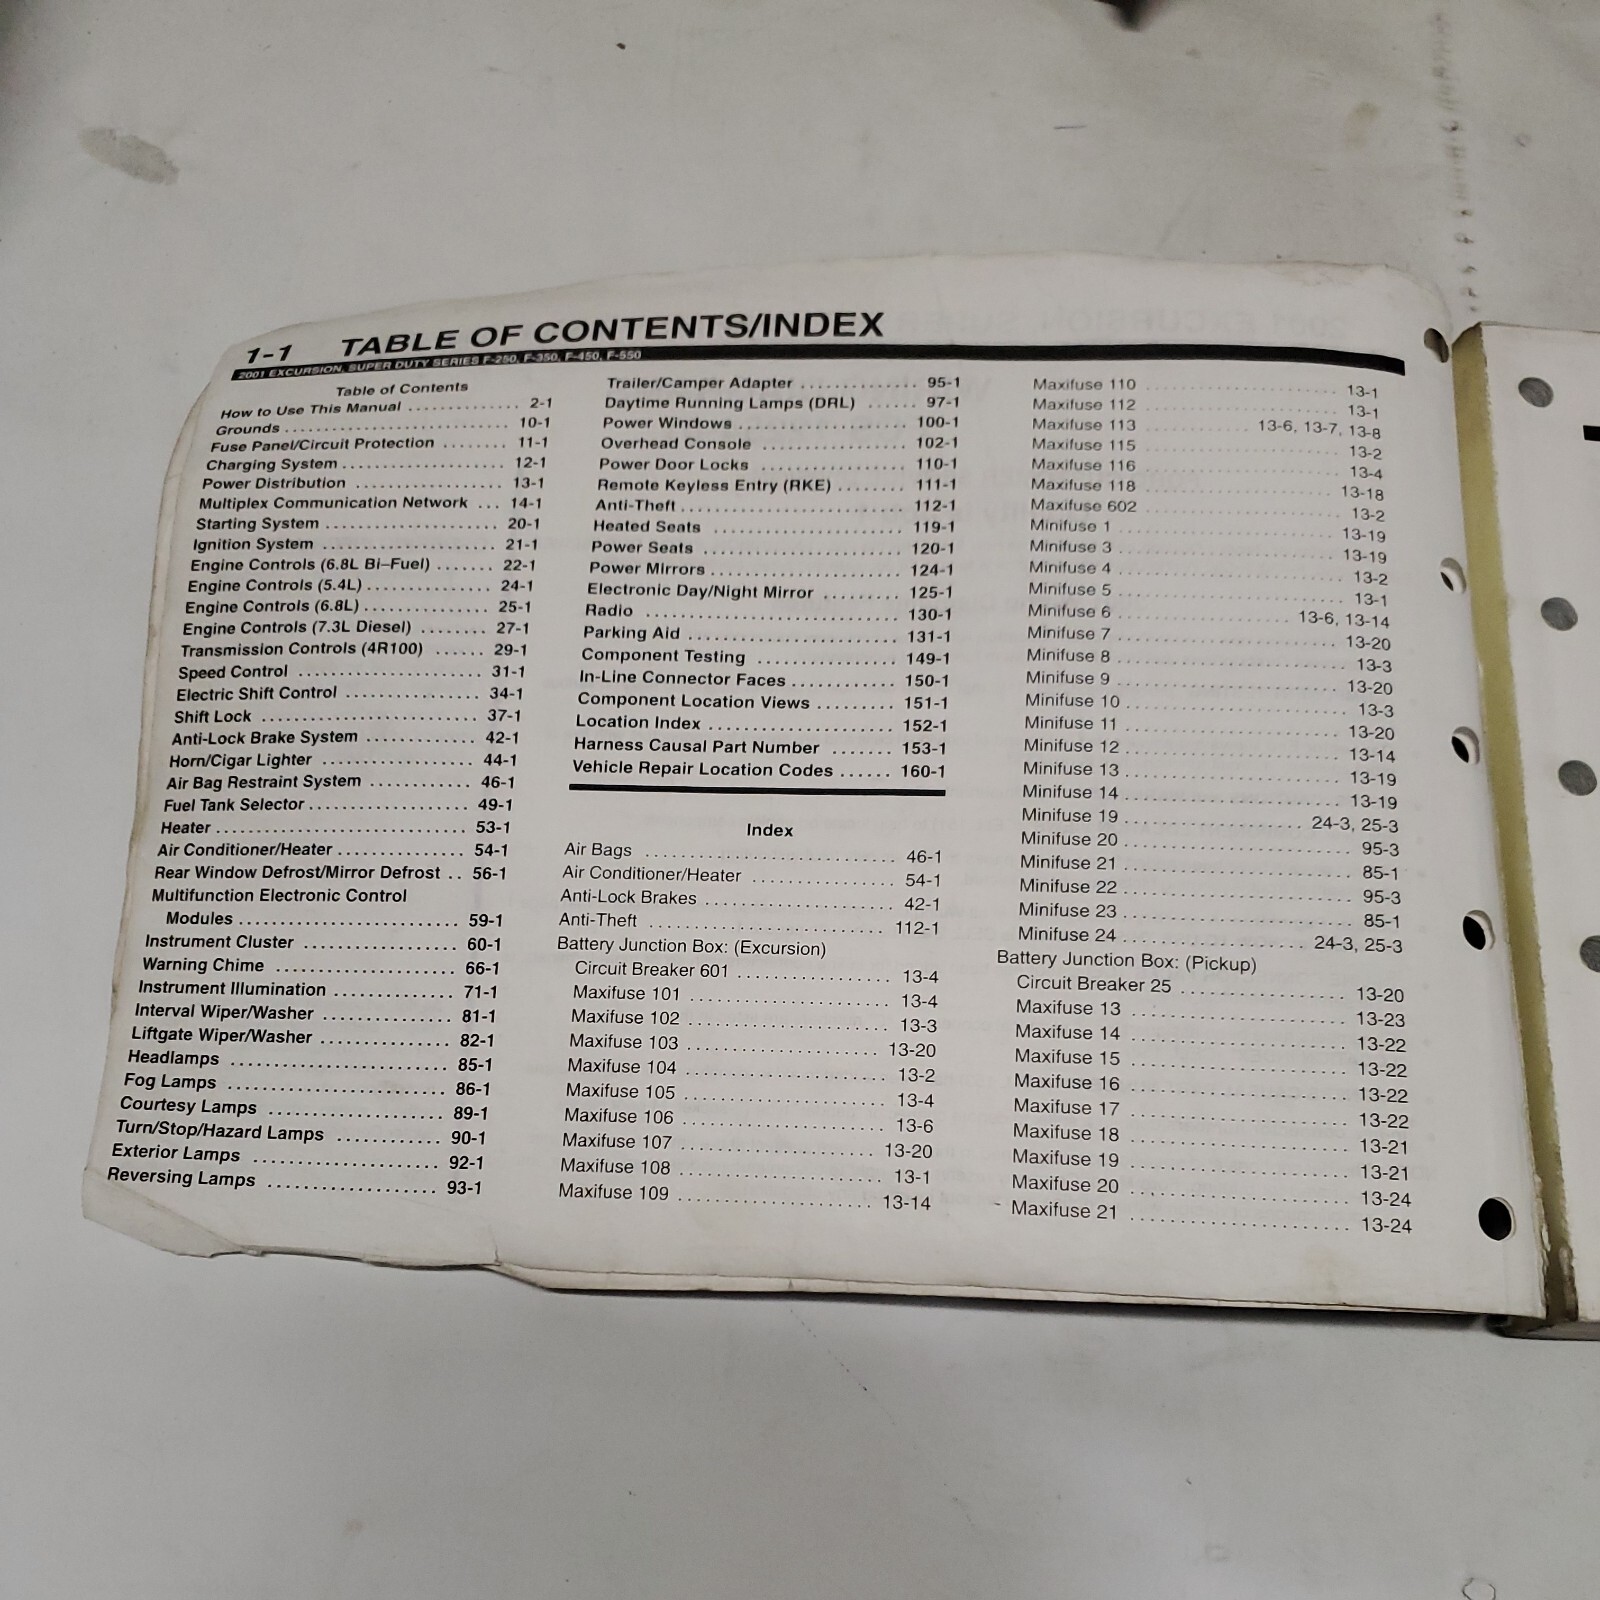 1-1 TABLE OF CONTENTS/INDEX
2001 EXCURSION, SUPER DUTY SERIES F-250, F-350, F-450, F-550
Table of Contents
How to Use This Manual .............. 2-1
Grounds ............................ 10-1
Fuse Panel/Circuit Protection ........ 11-1
Charging System .................... 12-1
Power Distribution .................. 13-1
Multiplex Communication Network ... 14-1
Starting System ..................... 20-1
Ignition System ..................... 21-1
Engine Controls (6.8L Bi–Fuel) ....... 22-1
Engine Controls (5.4L) ............... 24-1
Engine Controls (6.8L) ............... 25-1
Engine Controls (7.3L Diesel) ........ 27-1
Transmission Controls (4R100) ...... 29-1
Speed Control ....................... 31-1
Electric Shift Control ................ 34-1
Shift Lock ........................... 37-1
Anti-Lock Brake System ............. 42-1
Horn/Cigar Lighter .................. 44-1
Air Bag Restraint System ............ 46-1
Fuel Tank Selector .................... 49-1
Heater ............................... 53-1
Air Conditioner/Heater ................ 54-1
Rear Window Defrost/Mirror Defrost .. 56-1
Multifunction Electronic Control
Modules ........................... 59-1
Instrument Cluster .................. 60-1
Warning Chime ...................... 66-1
Instrument Illumination .............. 71-1
Interval Wiper/Washer ............... 81-1
Liftgate Wiper/Washer ............... 82-1
Headlamps .......................... 85-1
Fog Lamps .......................... 86-1
Courtesy Lamps ..................... 89-1
Turn/Stop/Hazard Lamps ............ 90-1
Exterior Lamps ...................... 92-1
Reversing Lamps .................... 93-1
Trailer/Camper Adapter .............. 95-1
Daytime Running Lamps (DRL) ...... 97-1
Power Windows .................... 100-1
Overhead Console ................. 102-1
Power Door Locks ................. 110-1
Remote Keyless Entry (RKE) ........ 111-1
Anti-Theft ........................... 112-1
Heated Seats ....................... 119-1
Power Seats ........................ 120-1
Power Mirrors ....................... 124-1
Electronic Day/Night Mirror ......... 125-1
Radio ............................... 130-1
Parking Aid ......................... 131-1
Component Testing ................. 149-1
In-Line Connector Faces ............ 150-1
Component Location Views ......... 151-1
Location Index ...................... 152-1
Harness Causal Part Number ....... 153-1
Vehicle Repair Location Codes ...... 160-1
Index
Air Bags ............................ 46-1
Air Conditioner/Heater ................ 54-1
Anti-Lock Brakes ..................... 42-1
Anti-Theft .......................... 112-1
Battery Junction Box: (Excursion)
Circuit Breaker 601 ................... 13-4
Maxifuse 101 ........................ 13-4
Maxifuse 102 ........................ 13-3
Maxifuse 103 ....................... 13-20
Maxifuse 104 ........................ 13-2
Maxifuse 105 ........................ 13-4
Maxifuse 106 ........................ 13-6
Maxifuse 107 ....................... 13-20
Maxifuse 108 ........................ 13-1
Maxifuse 109 ....................... 13-14
Maxifuse 110 ........................ 13-1
Maxifuse 112 ........................ 13-1
Maxifuse 113 ............. 13-6, 13-7, 13-8
Maxifuse 115 ........................ 13-2
Maxifuse 116 ........................ 13-4
Maxifuse 118 ....................... 13-18
Maxifuse 602 ........................ 13-2
Minifuse 1 .......................... 13-19
Minifuse 3 .......................... 13-19
Minifuse 4 ........................... 13-2
Minifuse 5 ........................... 13-1
Minifuse 6 .................... 13-6, 13-14
Minifuse 7 .......................... 13-20
Minifuse 8 ........................... 13-3
Minifuse 9 .......................... 13-20
Minifuse 10 .......................... 13-3
Minifuse 11 ......................... 13-20
Minifuse 12 ......................... 13-14
Minifuse 13 ......................... 13-19
Minifuse 14 ......................... 13-19
Minifuse 19 .................... 24-3, 25-3
Minifuse 20 .......................... 95-3
Minifuse 21 .......................... 85-1
Minifuse 22 .......................... 95-3
Minifuse 23 .......................... 85-1
Minifuse 24 .................... 24-3, 25-3
Battery Junction Box: (Pickup)
Circuit Breaker 25 ................. 13-20
Maxifuse 13 ........................ 13-23
Maxifuse 14 ........................ 13-22
Maxifuse 15 ........................ 13-22
Maxifuse 16 ........................ 13-22
Maxifuse 17 ........................ 13-22
Maxifuse 18 ........................ 13-21
Maxifuse 19 ........................ 13-21
Maxifuse 20 ........................ 13-24
Maxifuse 21 ........................ 13-24